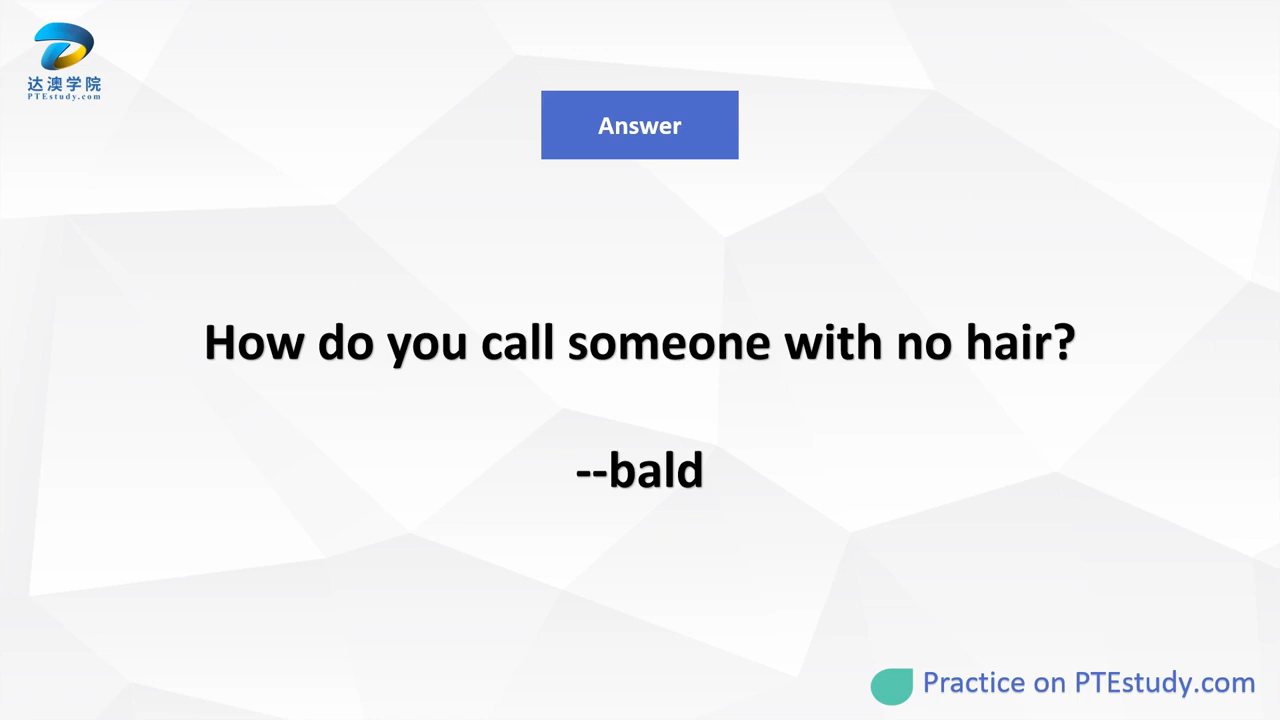 达澳学院
PTEstudy.com
Answer
How do you call someone with no hair?
--bald
Practice on PTEstudy.com